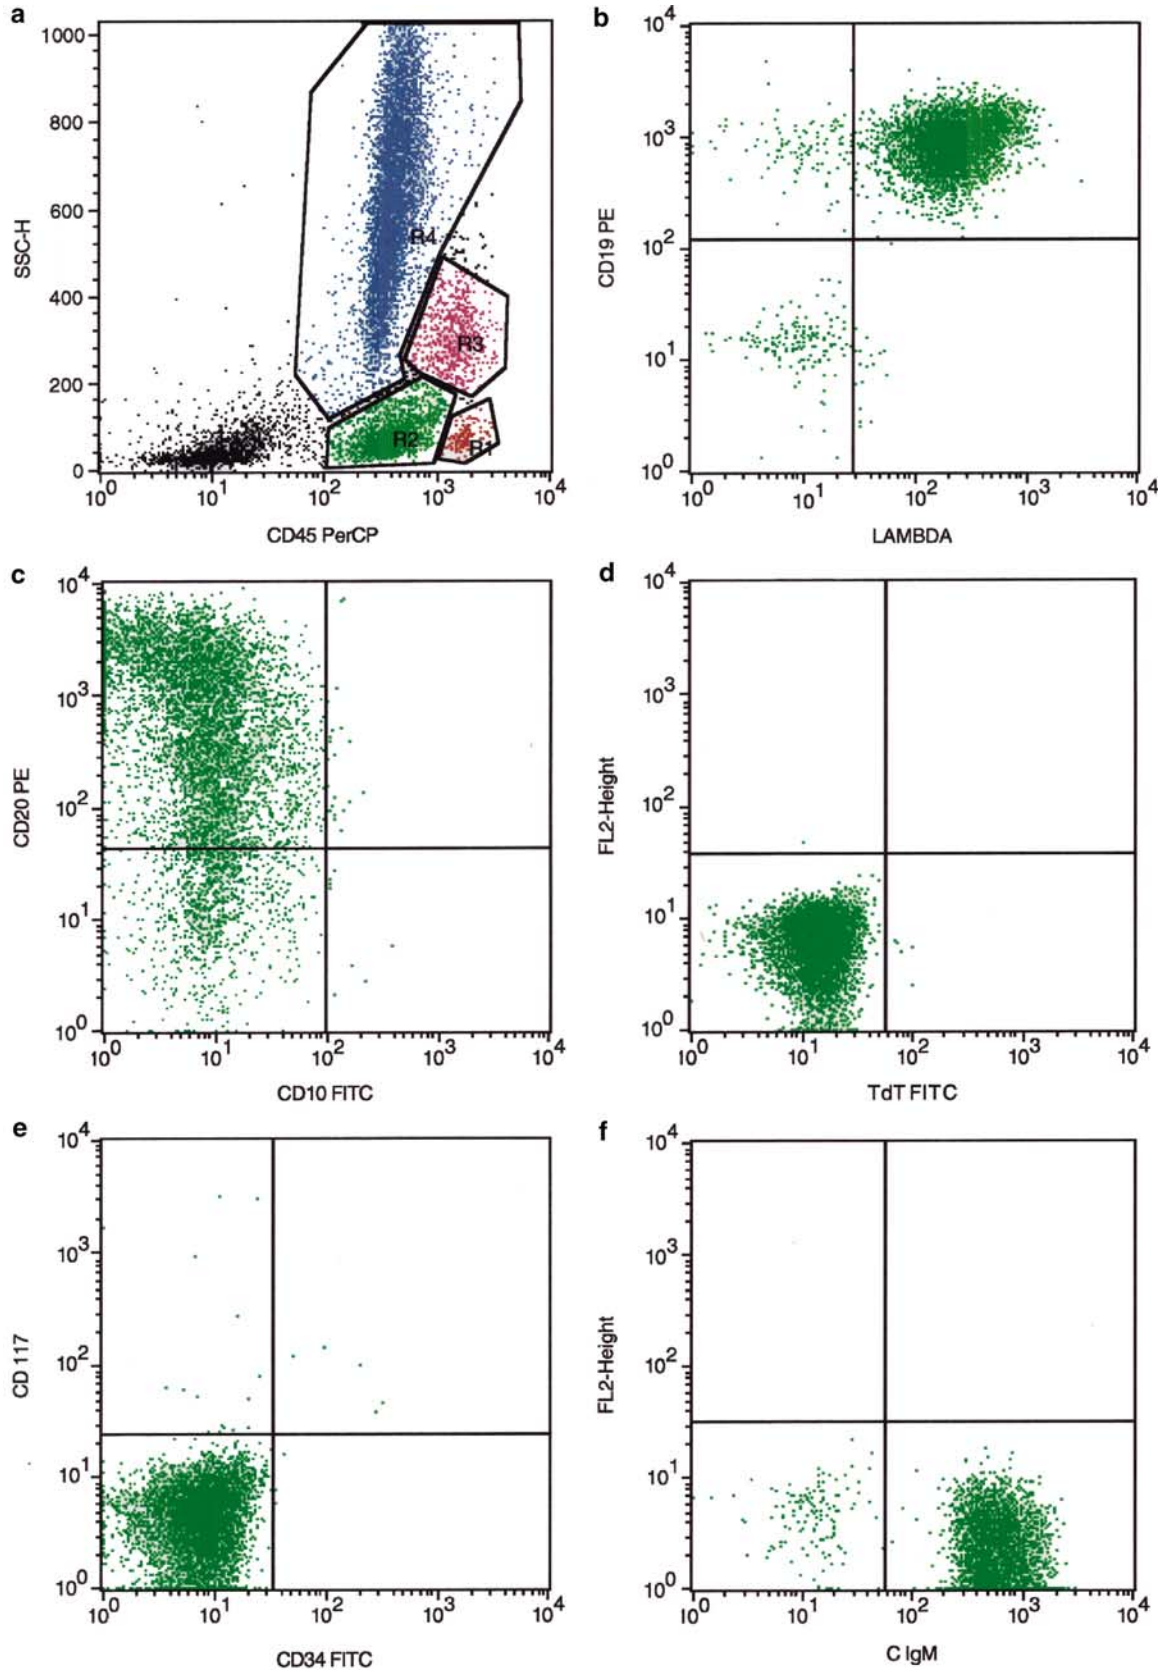 a
1000
800
600
400
200
0
SSC-H
R4
R3
R2
R1
10^0 10^1 10^2 10^3 10^4
CD45 PerCP
b
10^4
10^3
10^2
10^1
10^0
CD19 PE
10^0 10^1 10^2 10^3 10^4
LAMBDA
c
10^4
10^3
10^2
10^1
10^0
CD20 PE
10^0 10^1 10^2 10^3 10^4
CD10 FITC
d
10^4
10^3
10^2
10^1
10^0
FL2-Height
10^0 10^1 10^2 10^3 10^4
TdT FITC
e
10^4
10^3
10^2
10^1
10^0
CD 117
10^0 10^1 10^2 10^3 10^4
CD34 FITC
f
10^4
10^3
10^2
10^1
10^0
FL2-Height
10^0 10^1 10^2 10^3 10^4
C IgM